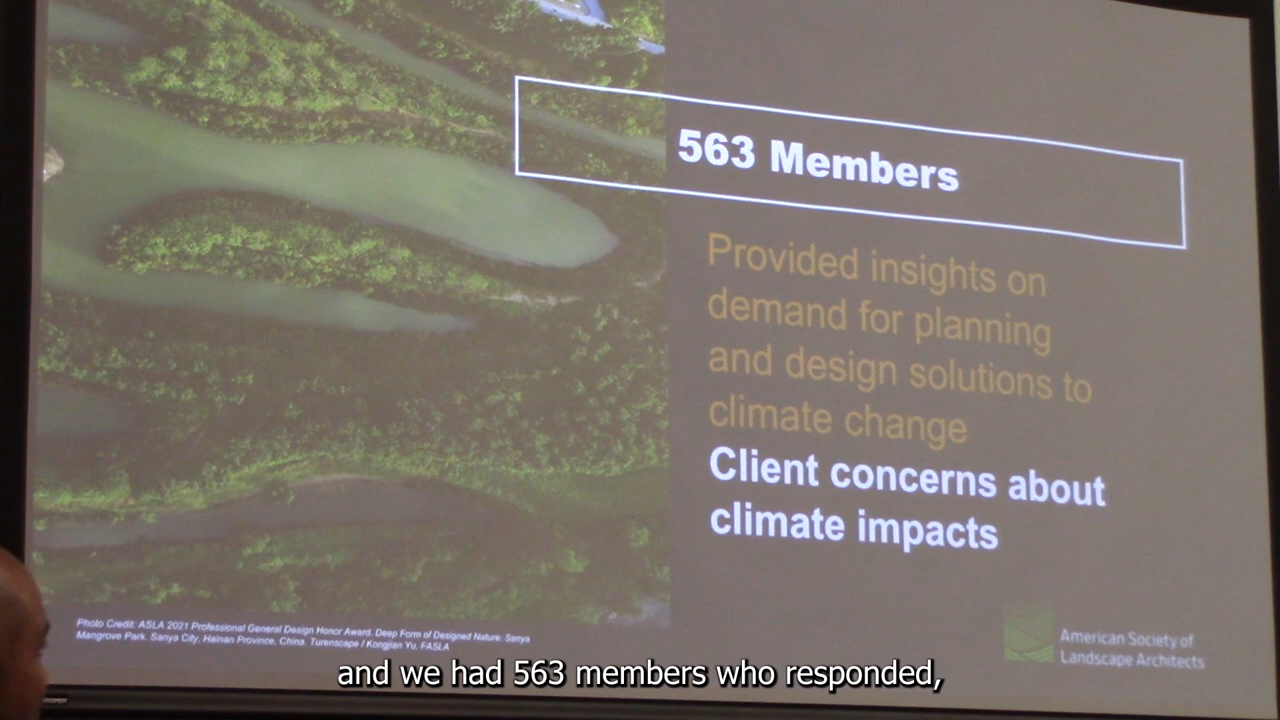 563 Members
Provided insights on
demand for planning
and design solutions to
climate change
Client concerns about
climate impacts
Photo Credit: ASLA 2021 Professional General Design Honor Award. Deep Form of Designed Nature. Sanya
Mangrove Park. Sanya City, Hainan Province, China. Turenscape / Kongjian Yu, FASLA
American Society of
Landscape Architects
and we had 563 members who responded,